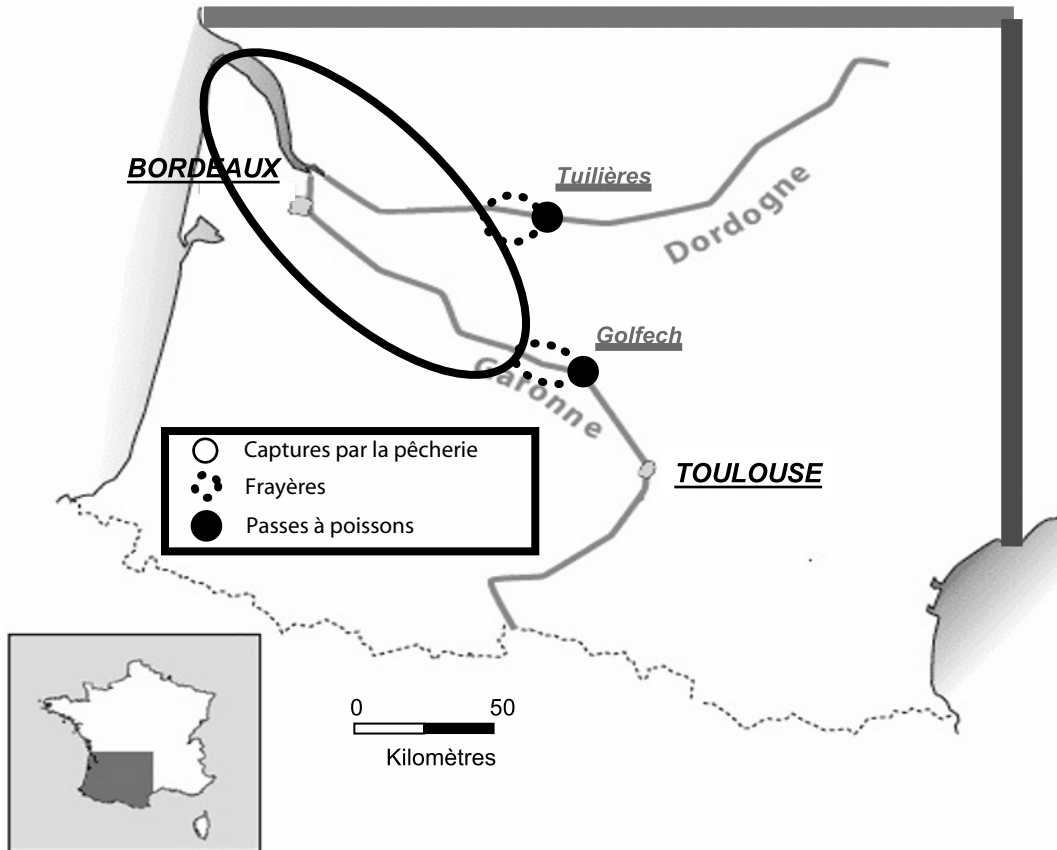 BORDEAUX
Tuilières
Dordogne
Golfech
Garonne
TOULOUSE
Captures par la pêcherie
Frayères
Passes à poissons
0 50
Kilomètres